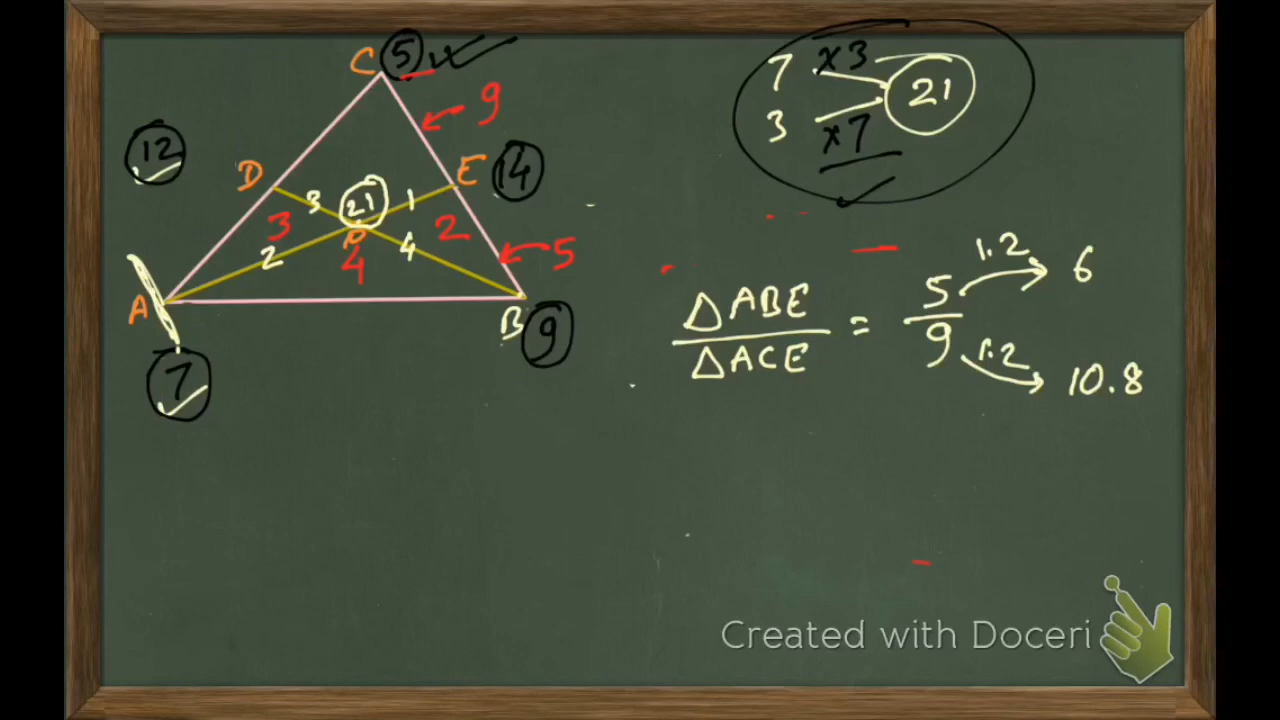 C 5
9
12
D
E 14
3 21 1
3 P 2
2 4 4
5
A
B 9
7
7 ×3
21
3 ×7
ΔABE / ΔACE = 5 / 9
1.2 6
1.2 10.8
Created with Doceri